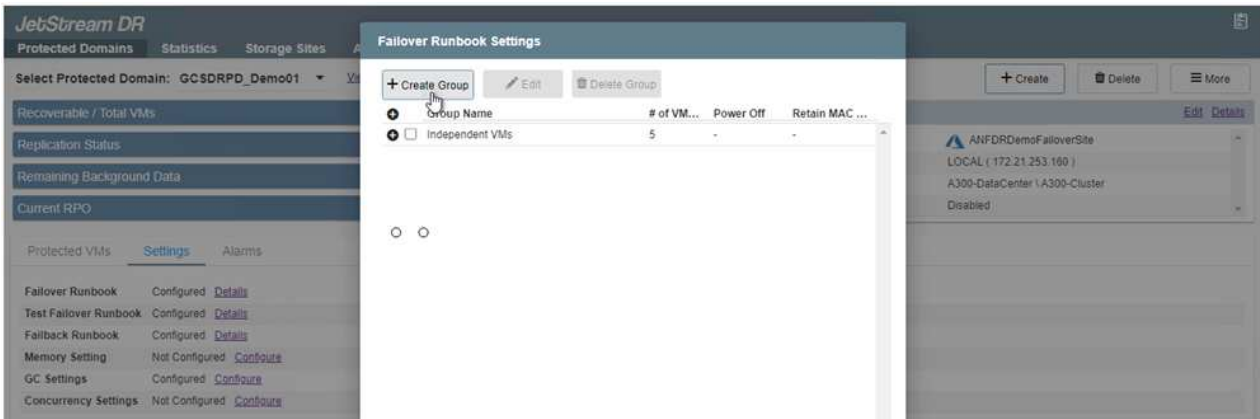 JetStream DR
Protected Domains Statistics Storage Sites A
Select Protected Domain: GCSDRPD_Demo01
+ Create Delete More
Recoverable / Total VMs
Edit Details
Replication Status
Remaining Background Data
Current RPO
ANFDRDemoFailoverSite
LOCAL ( 172.21.253.160 )
A300-DataCenter \ A300-Cluster
Disabled
Protected VMs Settings Alarms
Failover Runbook Configured Details
Test Failover Runbook Configured Details
Failback Runbook Configured Details
Memory Setting Not Configured Configure
GC Settings Configured Configure
Concurrency Settings Not Configured Configure
Failover Runbook Settings
+ Create Group Edit Delete Group
Group Name # of VM... Power Off Retain MAC ...
Independent VMs 5 - -